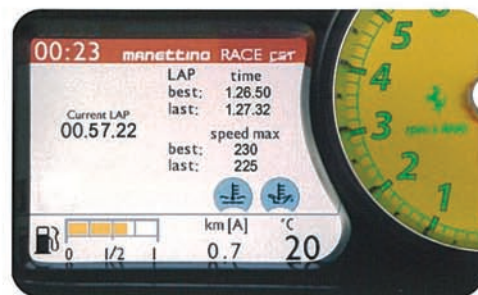 00:23 manettino RACE CST
LAP time
best: 1.26.50
last: 1.27.32
Current LAP
00.57.22
speed max
best: 230
last: 225
km [A] °C
0 1/2 1 0.7 20
6
5
4
3
2
1